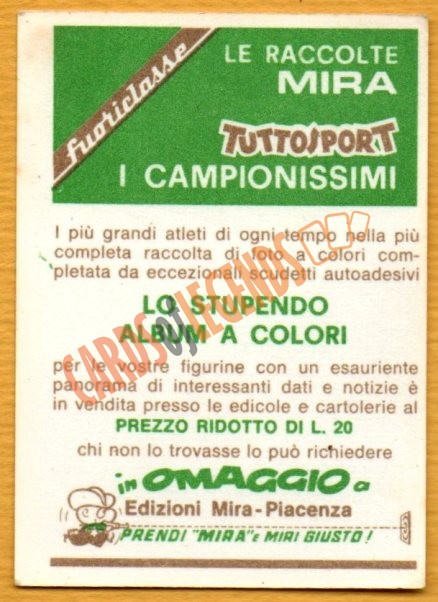 fuoriclasse
LE RACCOLTE
MIRA
TUTTOSPORT
I CAMPIONISSIMI
I più grandi atleti di ogni tempo nella più
completa raccolta di foto a colori com-
pletata da eccezionali scudetti autoadesivi
LO STUPENDO
ALBUM A COLORI
per le vostre figurine con un esauriente
panorama di interessanti dati e notizie è
in vendita presso le edicole e cartolerie al
PREZZO RIDOTTO DI L. 20
chi non lo trovasse lo può richiedere
in OMAGGIO a
Edizioni Mira-Piacenza
PRENDI "MIRA" e MIRI GIUSTO!
CARDS OF LEGENDS